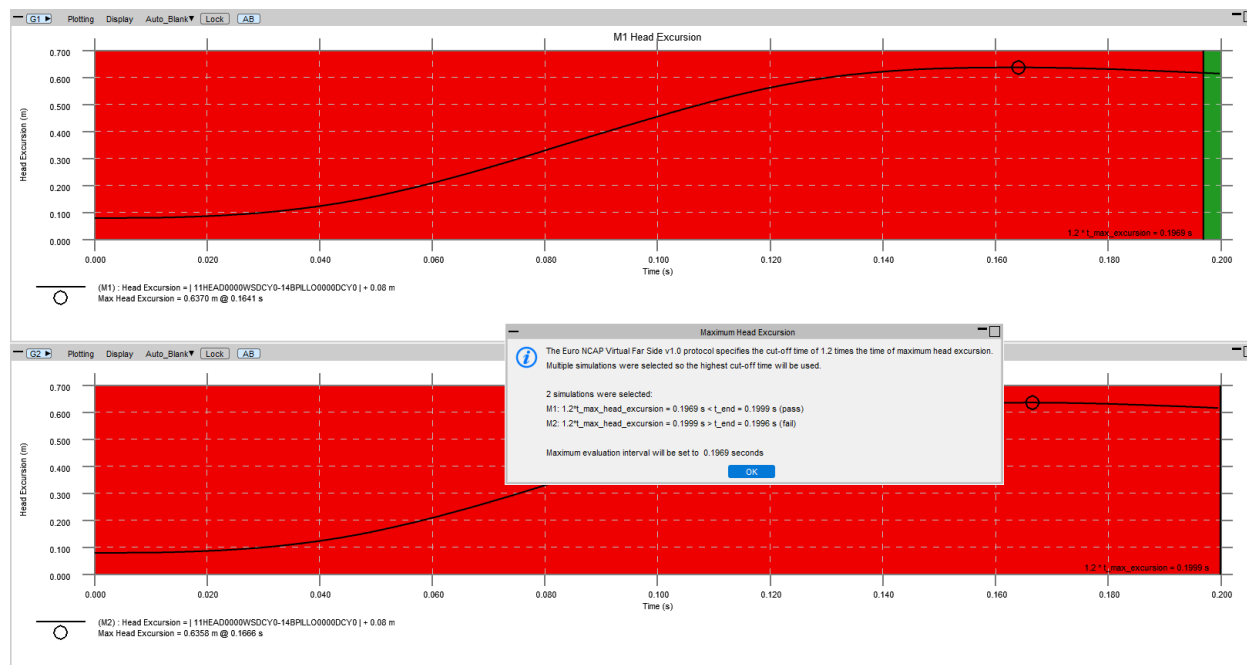 G1 Plotting Display Auto_Blank▼ Lock AB
M1 Head Excursion
0.700
0.600
0.500
0.400
0.300
0.200
0.100
0.000
Head Excursion (m)
1.2 * t_max_excursion = 0.1969 s
0.000 0.020 0.040 0.060 0.080 0.100 0.120 0.140 0.160 0.180 0.200
Time (s)
(M1) : Head Excursion = | 11HEAD0000WSDCY0-14BPILLO0000DCY0 | + 0.08 m
Max Head Excursion = 0.6370 m @ 0.1641 s
G2 Plotting Display Auto_Blank▼ Lock AB
Maximum Head Excursion
The Euro NCAP Virtual Far Side v1.0 protocol specifies the cut-off time of 1.2 times the time of maximum head excursion.
Multiple simulations were selected so the highest cut-off time will be used.
2 simulations were selected:
M1: 1.2*t_max_head_excursion = 0.1969 s < t_end = 0.1999 s (pass)
M2: 1.2*t_max_head_excursion = 0.1999 s > t_end = 0.1996 s (fail)
Maximum evaluation interval will be set to 0.1969 seconds
OK
0.700
0.600
0.500
0.400
0.300
0.200
0.100
0.000
Head Excursion (m)
1.2 * t_max_excursion = 0.1999 s
0.000 0.020 0.040 0.060 0.080 0.100 0.120 0.140 0.160 0.180 0.200
Time (s)
(M2) : Head Excursion = | 11HEAD0000WSDCY0-14BPILLO0000DCY0 | + 0.08 m
Max Head Excursion = 0.6358 m @ 0.1666 s